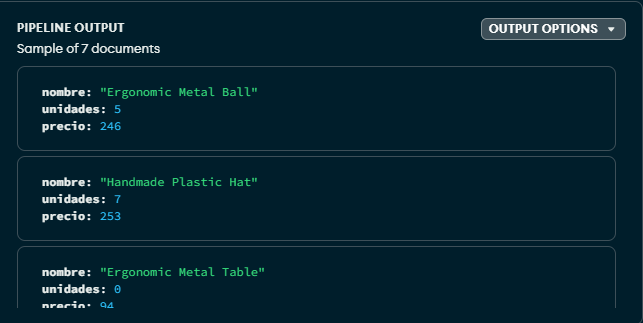 PIPELINE OUTPUT
OUTPUT OPTIONS
Sample of 7 documents
nombre: "Ergonomic Metal Ball"
unidades: 5
precio: 246
nombre: "Handmade Plastic Hat"
unidades: 7
precio: 253
nombre: "Ergonomic Metal Table"
unidades: 0
precio: 94